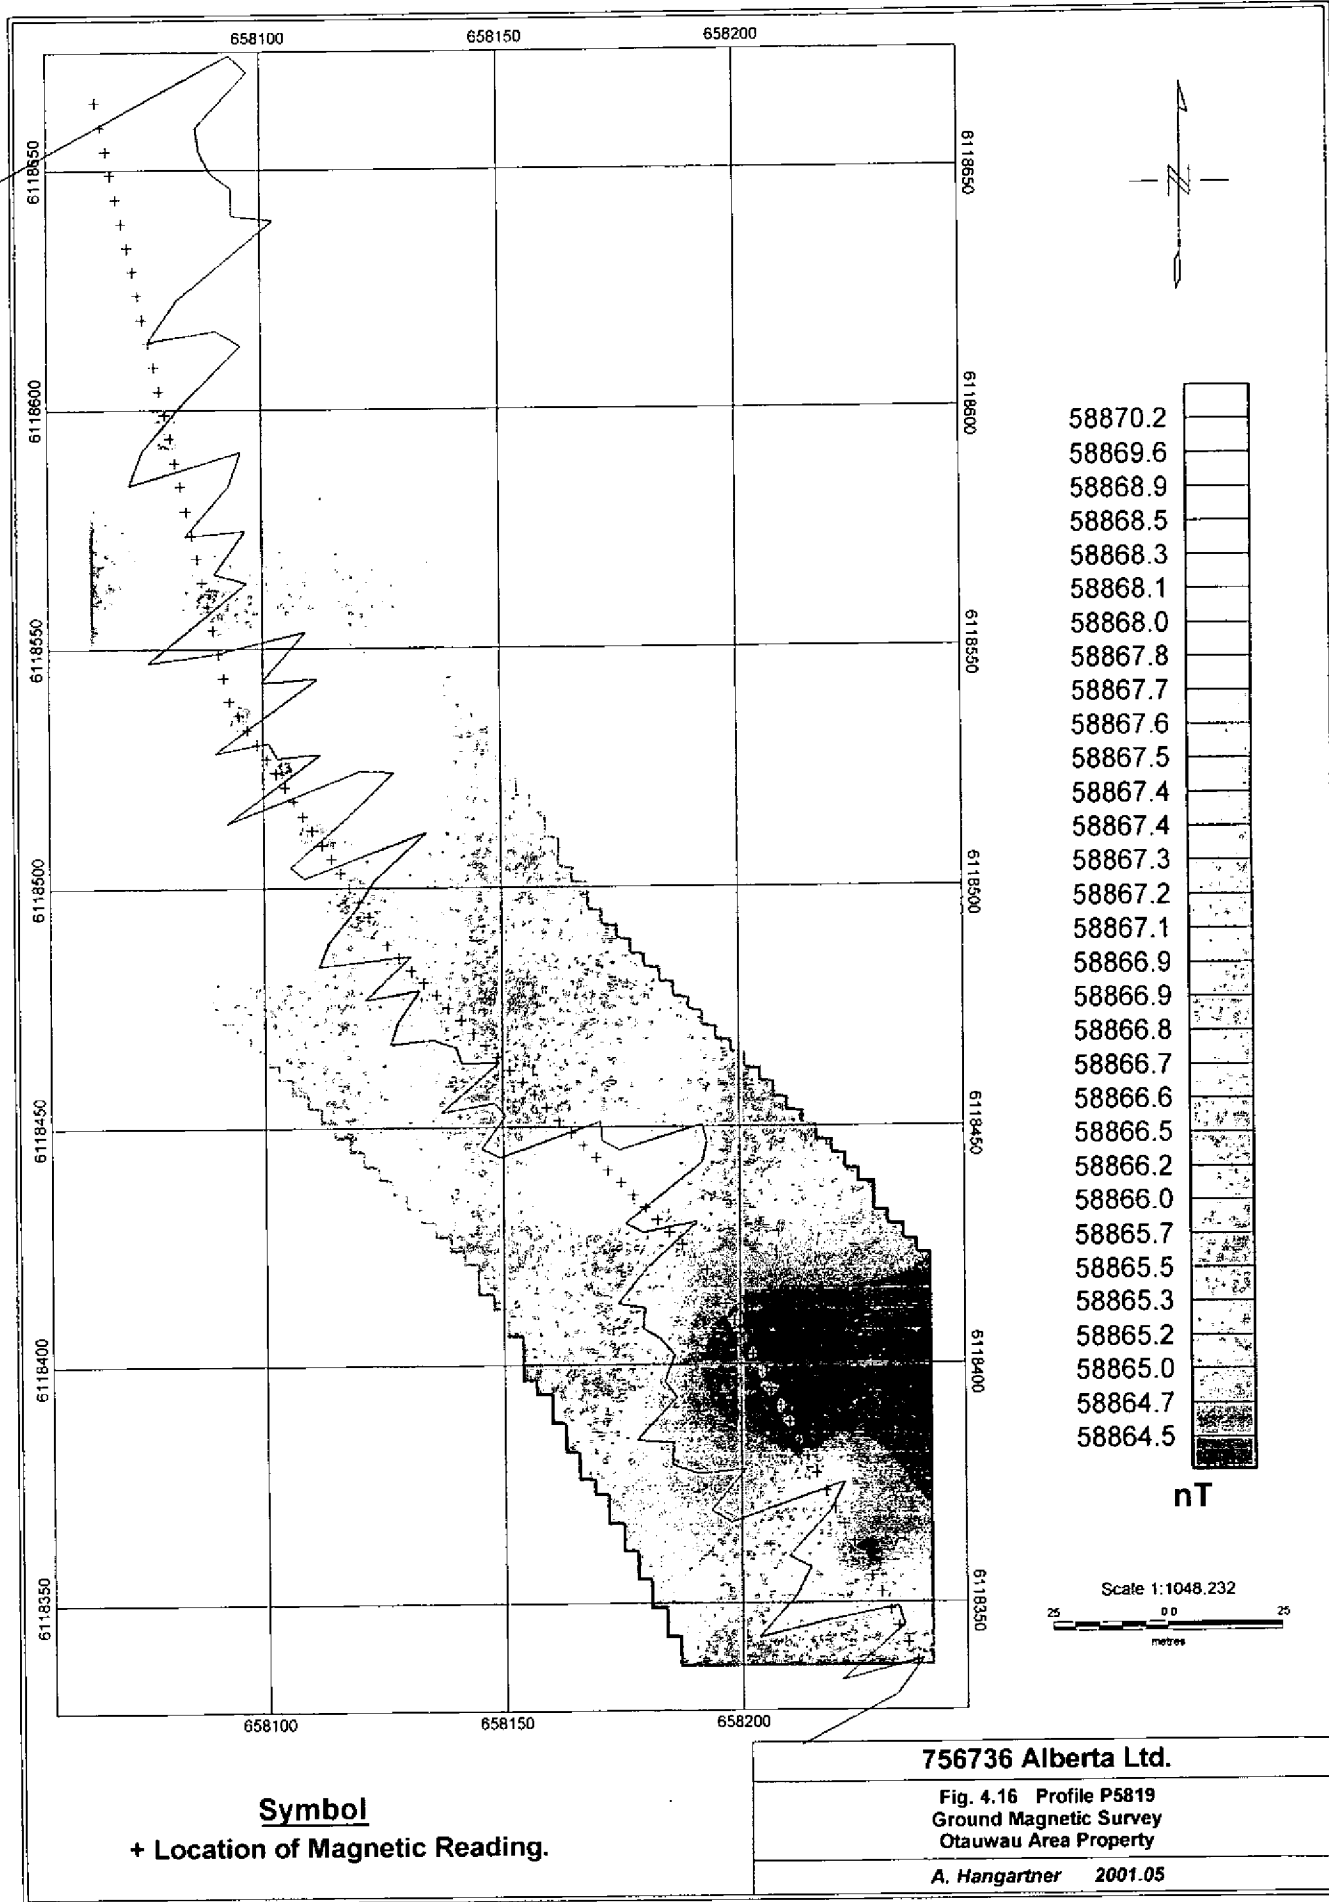 658100 658150 658200
6118650 6118650
6118600 6118600
6118550 6118550
6118500 6118500
6118450 6118450
6118400 6118400
6118350 6118350
658100 658150 658200
N
58870.2
58869.6
58868.9
58868.5
58868.3
58868.1
58868.0
58867.8
58867.7
58867.6
58867.5
58867.4
58867.4
58867.3
58867.2
58867.1
58866.9
58866.9
58866.8
58866.7
58866.6
58866.5
58866.2
58866.0
58865.7
58865.5
58865.3
58865.2
58865.0
58864.7
58864.5
nT
Scale 1:1048.232
25 0 0 25
metres
Symbol
+ Location of Magnetic Reading.
756736 Alberta Ltd.
Fig. 4.16 Profile P5819
Ground Magnetic Survey
Otauwau Area Property
A. Hangartner 2001.05